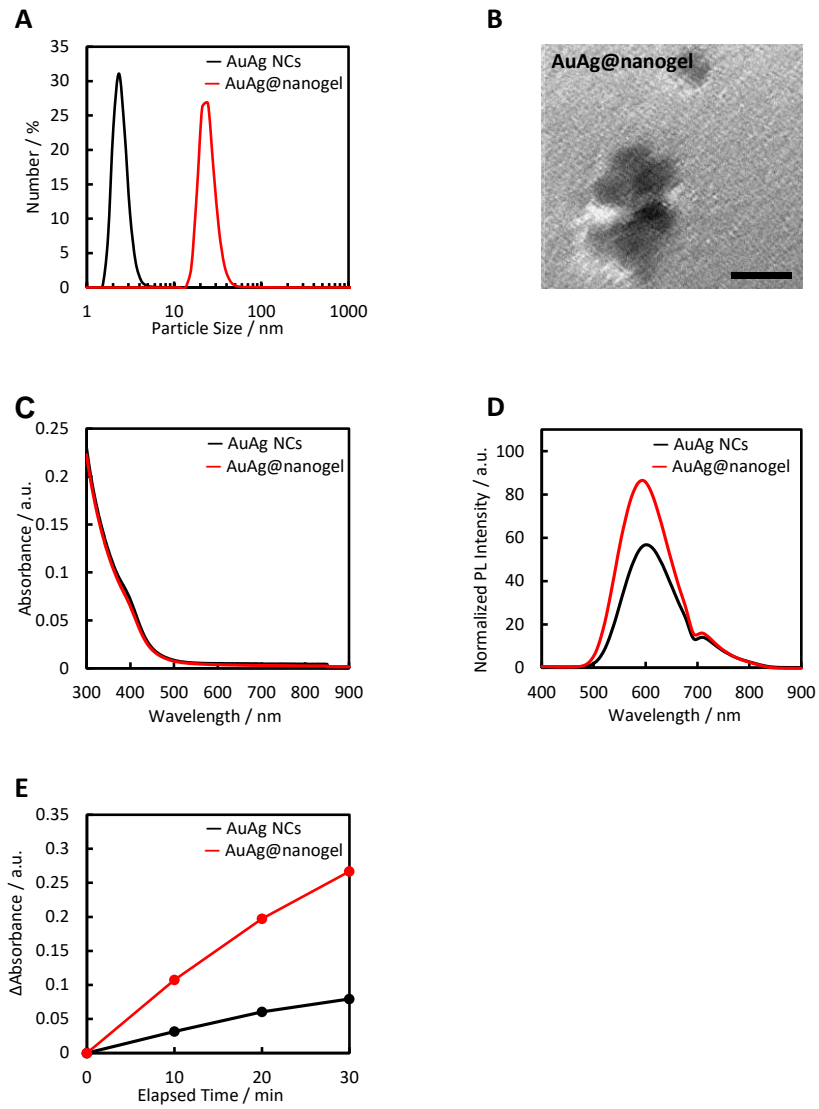 A
AuAg NCs
AuAg@nanogel
35
30
25
20
15
10
5
0
Number / %
1
10
100
1000
Particle Size / nm
B
AuAg@nanogel
C
AuAg NCs
AuAg@nanogel
0.25
0.2
0.15
0.1
0.05
0
Absorbance / a.u.
300
400
500
600
700
800
900
Wavelength / nm
D
AuAg NCs
AuAg@nanogel
100
80
60
40
20
0
Normalized PL Intensity / a.u.
400
500
600
700
800
900
Wavelength / nm
E
AuAg NCs
AuAg@nanogel
0.35
0.3
0.25
0.2
0.15
0.1
0.05
0
ΔAbsorbance / a.u.
0
10
20
30
Elapsed Time / min